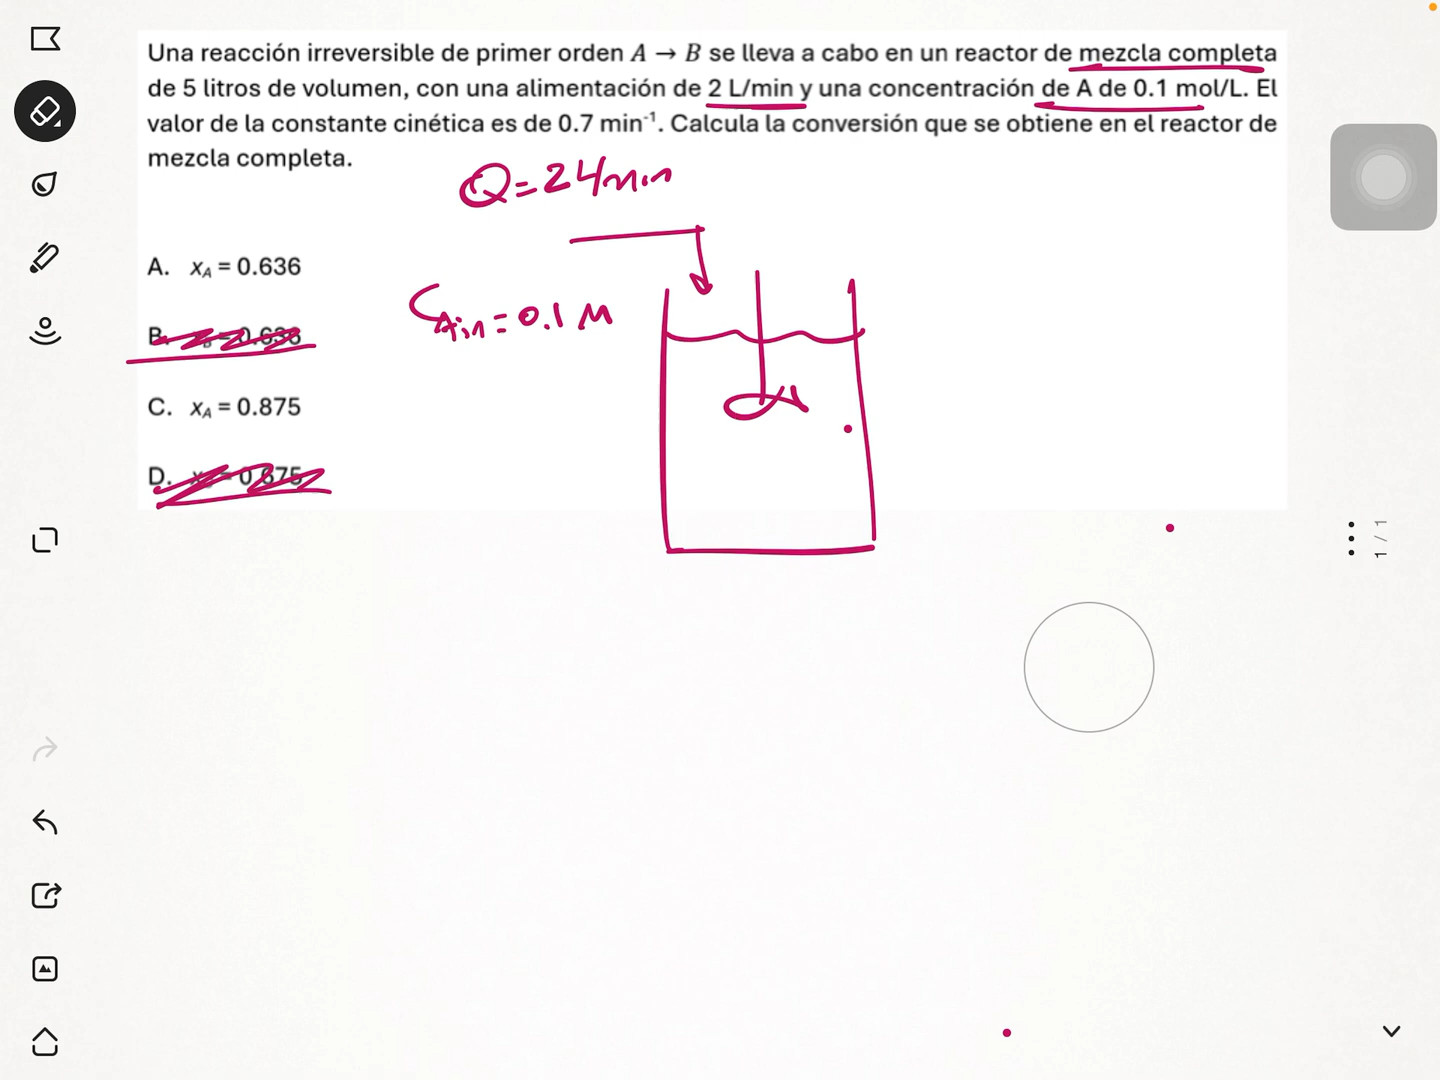 Una reacción irreversible de primer orden A → B se lleva a cabo en un reactor de mezcla completa
de 5 litros de volumen, con una alimentación de 2 L/min y una concentración de A de 0.1 mol/L. El
valor de la constante cinética es de 0.7 min⁻¹. Calcula la conversión que se obtiene en el reactor de
mezcla completa.
Q=2L/min
A. xA = 0.636
CAin=0.1 M
B.
C. xA = 0.875
D.
1 / 1